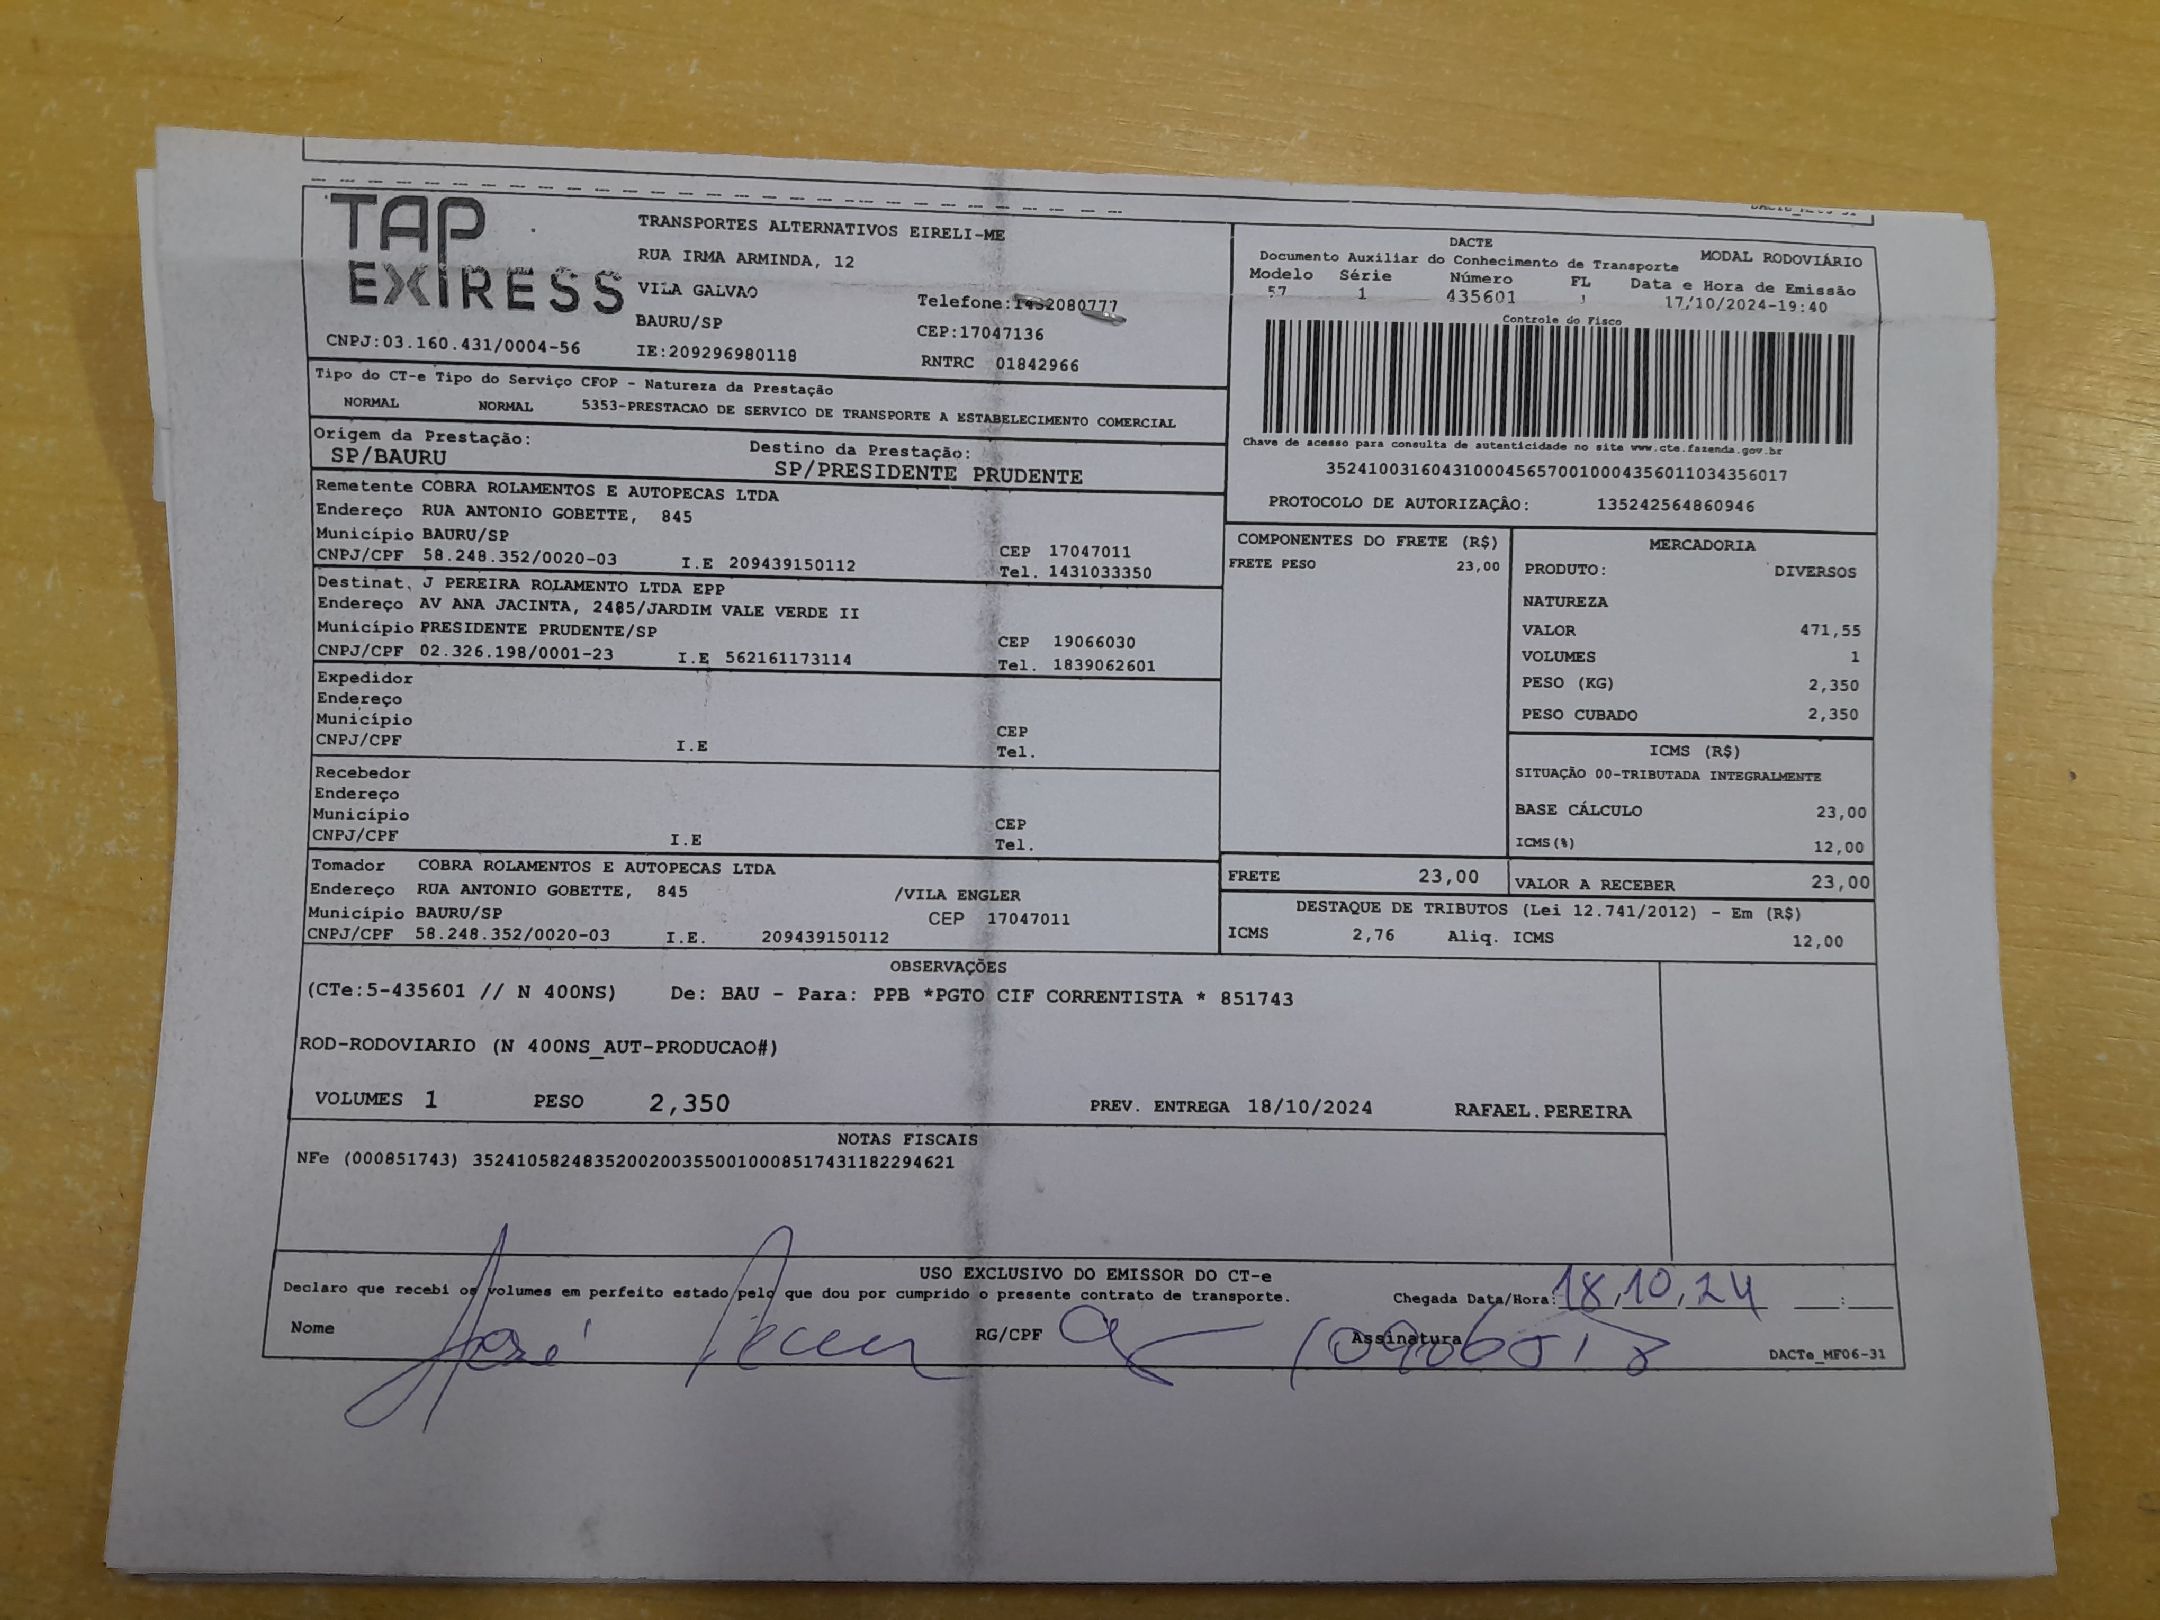 TAP
EXIRESS
TRANSPORTES ALTERNATIVOS EIRELI-ME
RUA IRMA ARMINDA, 12
VILA GALVAO
Telefone:1432080777
BAURU/SP
CEP:17047136
CNPJ:03.160.431/0004-56
IE:209296980118
RNTRC 01842966
DACTE
MODAL RODOVIÁRIO
Documento Auxiliar do Conhecimento de Transporte
Modelo Série Número FL Data e Hora de Emissão
57 1 435601 17/10/2024-19:40
Controle do Fisco
Chave de acesso para consulta de autenticidade no site www.cte.fazenda.gov.br
35241003160431000456570010004356011034356017
PROTOCOLO DE AUTORIZAÇÂO: 135242564860946
Tipo do CT-e Tipo do Serviço CFOP - Natureza da Prestação
NORMAL NORMAL 5353-PRESTACAO DE SERVICO DE TRANSPORTE A ESTABELECIMENTO COMERCIAL
Origem da Prestação: Destino da Prestação:
SP/BAURU SP/PRESIDENTE PRUDENTE
Remetente COBRA ROLAMENTOS E AUTOPECAS LTDA
Endereço RUA ANTONIO GOBETTE, 845
Município BAURU/SP CEP 17047011
CNPJ/CPF 58.248.352/0020-03 I.E 209439150112 Tel. 1431033350
Destinat. J PEREIRA ROLAMENTO LTDA EPP
Endereço AV ANA JACINTA, 2485/JARDIM VALE VERDE II
Município PRESIDENTE PRUDENTE/SP CEP 19066030
CNPJ/CPF 02.326.198/0001-23 I.E 562161173114 Tel. 1839062601
Expedidor
Endereço
Município CEP
CNPJ/CPF I.E Tel.
Recebedor
Endereço
Município CEP
CNPJ/CPF I.E Tel.
Tomador COBRA ROLAMENTOS E AUTOPECAS LTDA
Endereço RUA ANTONIO GOBETTE, 845 /VILA ENGLER
Município BAURU/SP CEP 17047011
CNPJ/CPF 58.248.352/0020-03 I.E. 209439150112
COMPONENTES DO FRETE (R$)
FRETE PESO 23,00
MERCADORIA
PRODUTO: DIVERSOS
NATUREZA
VALOR 471,55
VOLUMES 1
PESO (KG) 2,350
PESO CUBADO 2,350
ICMS (R$)
SITUAÇÃO 00-TRIBUTADA INTEGRALMENTE
BASE CÁLCULO 23,00
ICMS(%) 12,00
FRETE 23,00
VALOR A RECEBER 23,00
DESTAQUE DE TRIBUTOS (Lei 12.741/2012) - Em (R$)
ICMS 2,76 Aliq. ICMS 12,00
OBSERVAÇÕES
(CTe:5-435601 // N 400NS) De: BAU - Para: PPB *PGTO CIF CORRENTISTA * 851743
ROD-RODOVIARIO (N 400NS_AUT-PRODUCAO#)
VOLUMES 1 PESO 2,350 PREV. ENTREGA 18/10/2024 RAFAEL.PEREIRA
NOTAS FISCAIS
NFe (000851743) 35241058248352002003550010008517431182294621
USO EXCLUSIVO DO EMISSOR DO CT-e
Declaro que recebi os volumes em perfeito estado pelo que dou por cumprido o presente contrato de transporte.
Chegada Data/Hora: 18,10,24 :
Nome José RG/CPF Assinatura
DACTe_MF06-31